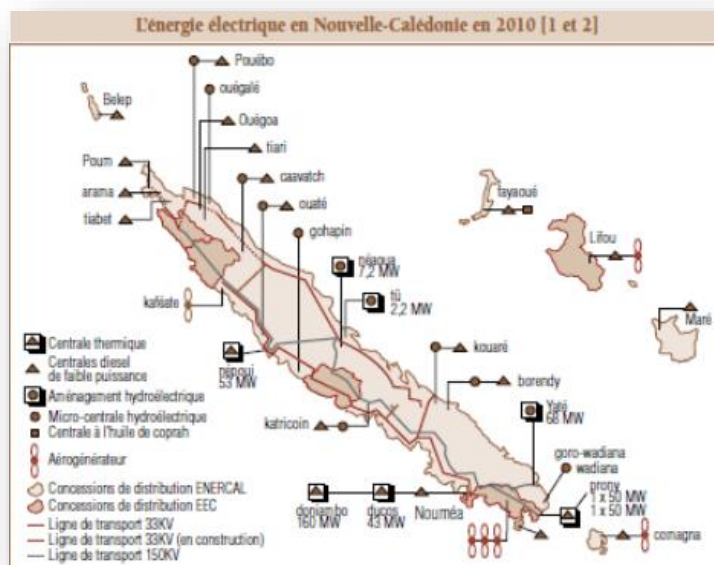 L'énergie électrique en Nouvelle-Calédonie en 2010 [1 et 2]
Belep
Pouébo
ouégalé
Ouégoa
tiari
Poum
arama
tiabet
caavatch
ouaté
gohapin
kaféate
néaoua
7,2 MW
tû
2,2 MW
népoui
53 MW
katricoin
kouaré
borendy
Yaté
68 MW
goro-wadiana
wadiana
prony
1 x 50 MW
1 x 50 MW
doniambo
160 MW
ducos
43 MW
Nouméa
comagna
fayaoué
Lifou
Maré
Centrale thermique
Centrales diesel
de faible puissance
Aménagement hydroélectrique
Micro-centrale hydroélectrique
Centrale à l'huile de coprah
Aérogénérateur
Concessions de distribution ENERCAL
Concessions de distribution EEC
Ligne de transport 33KV
Ligne de transport 33KV (en construction)
Ligne de transport 150KV